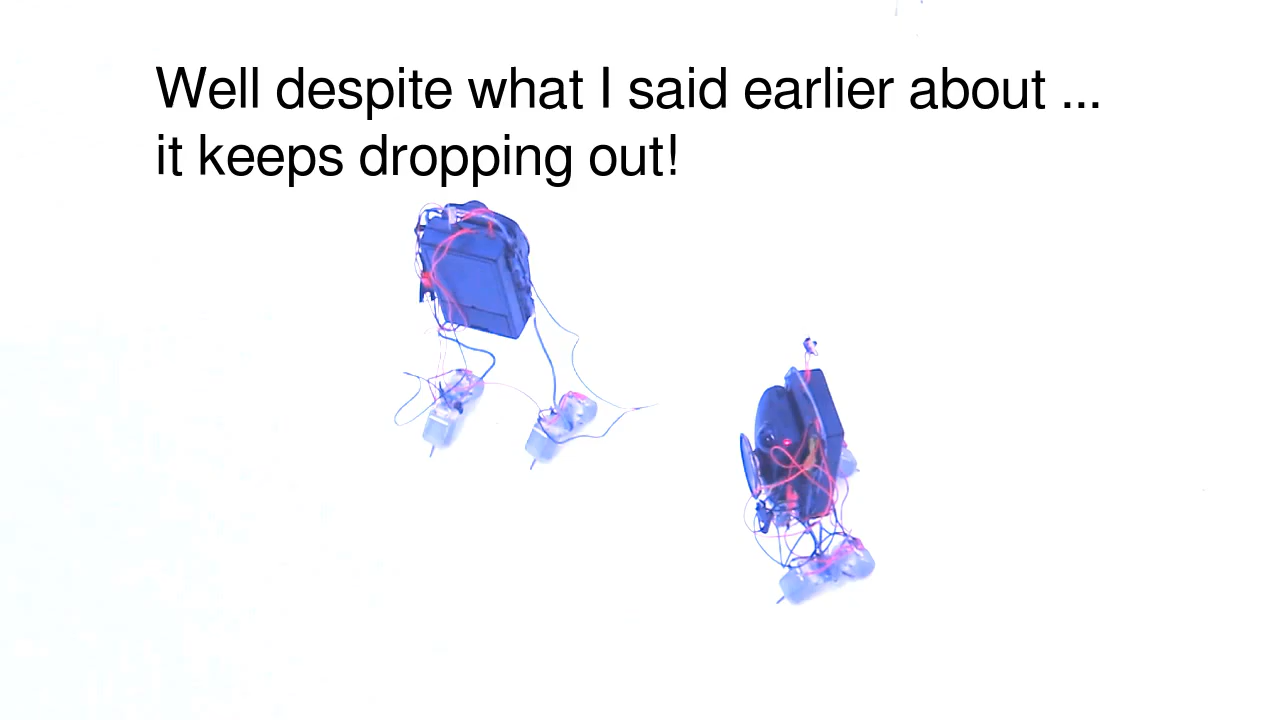 Well despite what I said earlier about ...
it keeps dropping out!